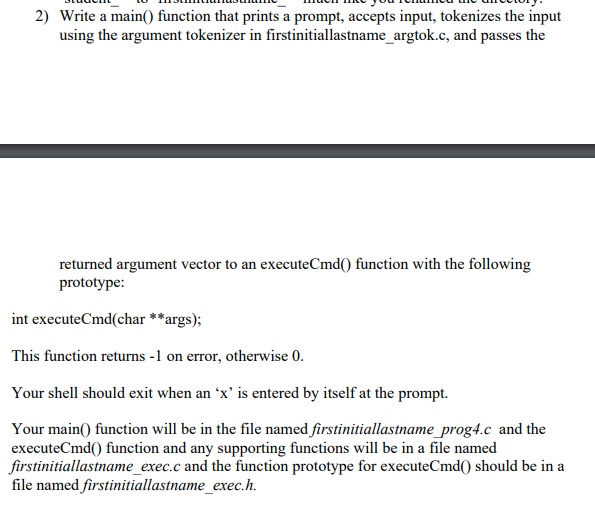 2) Write a main() function that prints a prompt, accepts input, tokenizes the input
using the argument tokenizer in firstinitiallastname_argtok.c, and passes the
returned argument vector to an executeCmd() function with the following
prototype:
int executeCmd(char **args);
This function returns -1 on error, otherwise 0.
Your shell should exit when an ‘x’ is entered by itself at the prompt.
Your main() function will be in the file named firstinitiallastname_prog4.c and the
executeCmd() function and any supporting functions will be in a file named
firstinitiallastname_exec.c and the function prototype for executeCmd() should be in a
file named firstinitiallastname_exec.h.